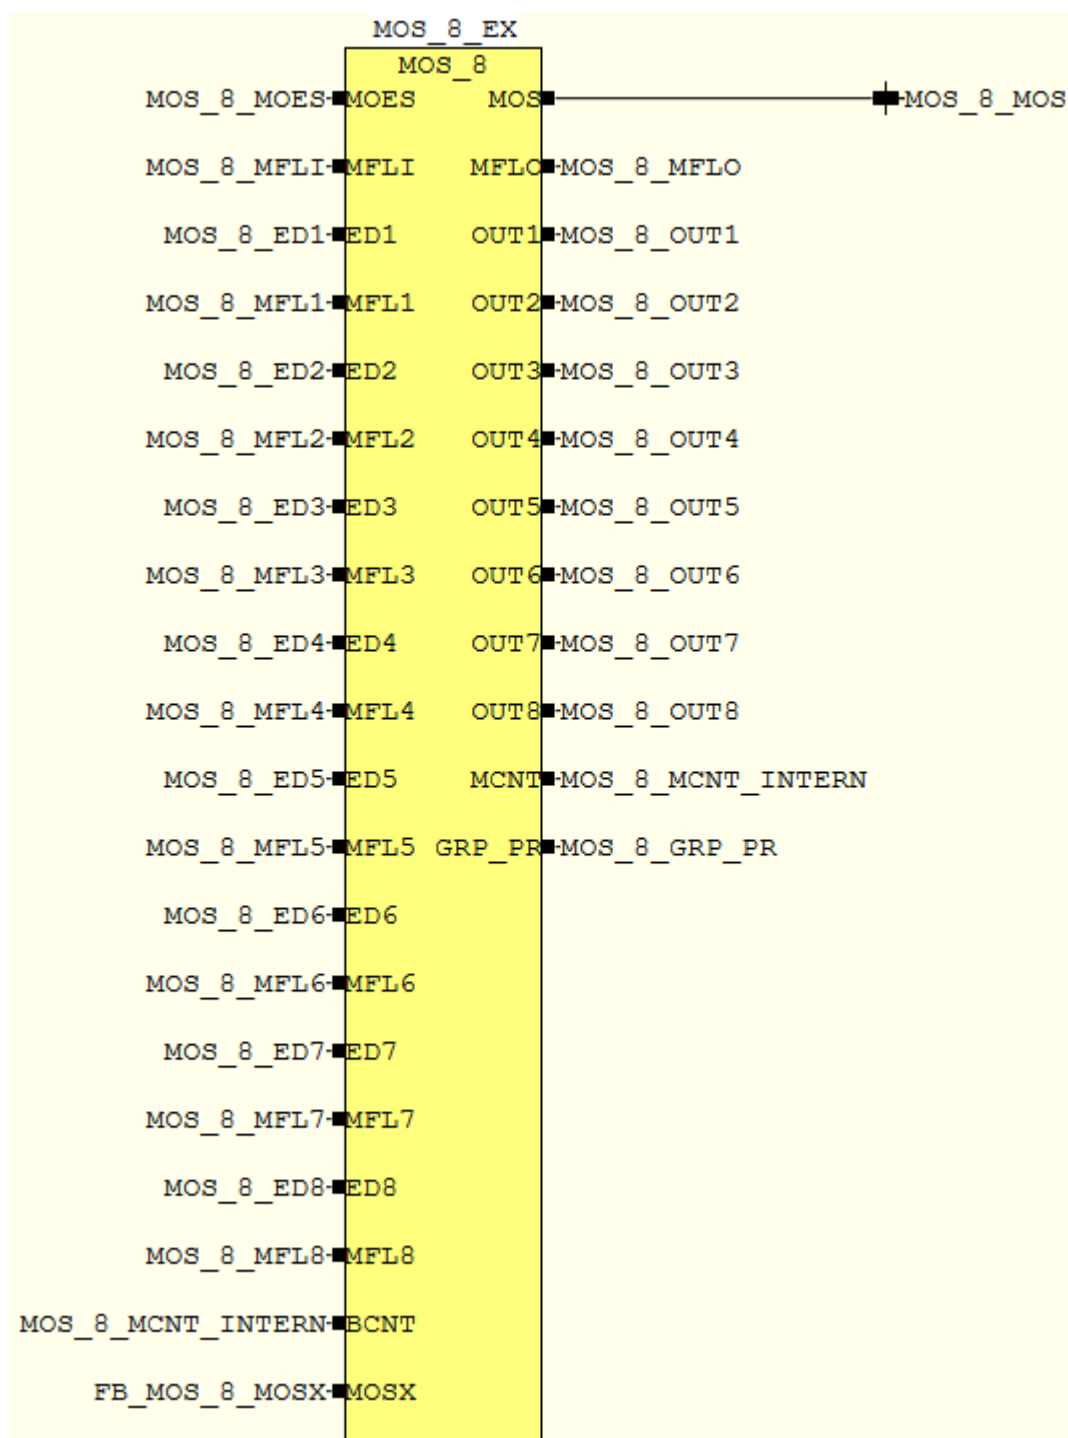 MOS_8_EX
MOS_8
MOS_8_MOES MOES MOS MOS_8_MOS
MOS_8_MFLI MFLI MFLO MOS_8_MFLO
MOS_8_ED1 ED1 OUT1 MOS_8_OUT1
MOS_8_MFL1 MFL1 OUT2 MOS_8_OUT2
MOS_8_ED2 ED2 OUT3 MOS_8_OUT3
MOS_8_MFL2 MFL2 OUT4 MOS_8_OUT4
MOS_8_ED3 ED3 OUT5 MOS_8_OUT5
MOS_8_MFL3 MFL3 OUT6 MOS_8_OUT6
MOS_8_ED4 ED4 OUT7 MOS_8_OUT7
MOS_8_MFL4 MFL4 OUT8 MOS_8_OUT8
MOS_8_ED5 ED5 MCNT MOS_8_MCNT_INTERN
MOS_8_MFL5 MFL5 GRP_PR MOS_8_GRP_PR
MOS_8_ED6 ED6
MOS_8_MFL6 MFL6
MOS_8_ED7 ED7
MOS_8_MFL7 MFL7
MOS_8_ED8 ED8
MOS_8_MFL8 MFL8
MOS_8_MCNT_INTERN BCNT
FB_MOS_8_MOSX MOSX